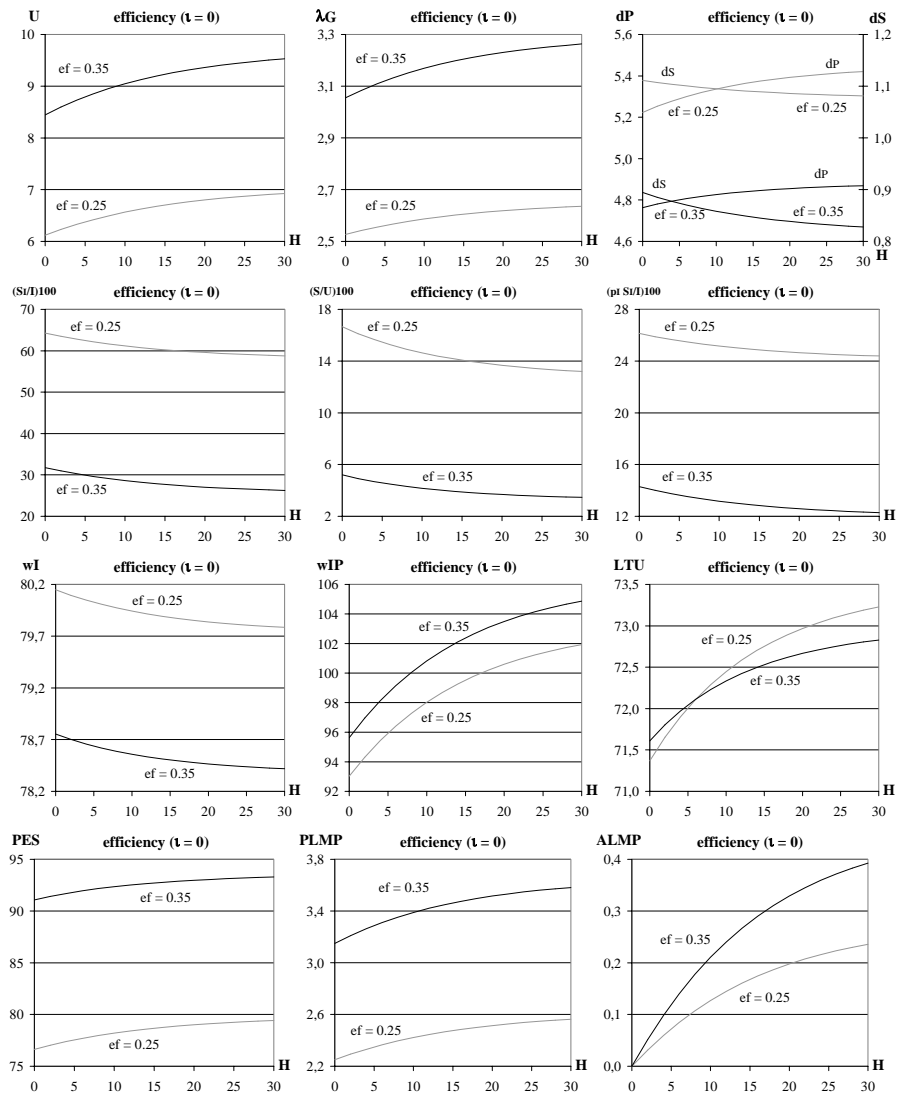 U efficiency (ι = 0)
10
9
8
7
6
ef = 0.35
ef = 0.25
0 5 10 15 20 25 30
H
λG efficiency (ι = 0)
3,3
3,1
2,9
2,7
2,5
ef = 0.35
ef = 0.25
0 5 10 15 20 25 30
H
dP efficiency (ι = 0) dS
5,6
5,4
5,2
5,0
4,8
4,6
1,2
1,1
1,0
0,9
0,8
dS dP
ef = 0.25 ef = 0.25
dS dP
ef = 0.35 ef = 0.35
0 5 10 15 20 25 30
H
(Sı/I)100 efficiency (ι = 0)
70
60
50
40
30
20
ef = 0.25
ef = 0.35
0 5 10 15 20 25 30
H
(S/U)100 efficiency (ι = 0)
18
14
10
6
2
ef = 0.25
ef = 0.35
0 5 10 15 20 25 30
H
(pı Sı/I)100 efficiency (ι = 0)
28
24
20
16
12
ef = 0.25
ef = 0.35
0 5 10 15 20 25 30
H
wI efficiency (ι = 0)
80,2
79,7
79,2
78,7
78,2
ef = 0.25
ef = 0.35
0 5 10 15 20 25 30
H
wIP efficiency (ι = 0)
106
104
102
100
98
96
94
92
ef = 0.35
ef = 0.25
0 5 10 15 20 25 30
H
LTU efficiency (ι = 0)
73,5
73,0
72,5
72,0
71,5
71,0
ef = 0.25
ef = 0.35
0 5 10 15 20 25 30
H
PES efficiency (ι = 0)
95
90
85
80
75
ef = 0.35
ef = 0.25
0 5 10 15 20 25 30
H
PLMP efficiency (ι = 0)
3,8
3,4
3,0
2,6
2,2
ef = 0.35
ef = 0.25
0 5 10 15 20 25 30
H
ALMP efficiency (ι = 0)
0,4
0,3
0,2
0,1
0,0
ef = 0.35
ef = 0.25
0 5 10 15 20 25 30
H